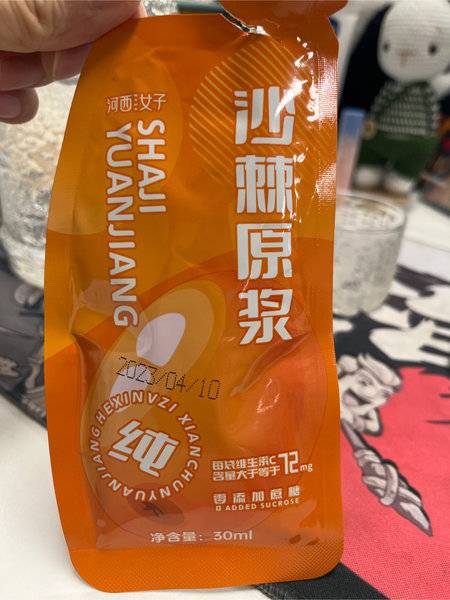 河西女子
SHAJI
YUANJIANG
沙棘原浆
2023/04/10
HEXINVZI XIANCHUNYUANJIANG
纯
每袋维生素C
含量大于等于72mg
零添加蔗糖
0 ADDED SUCROSE
净含量：30ml